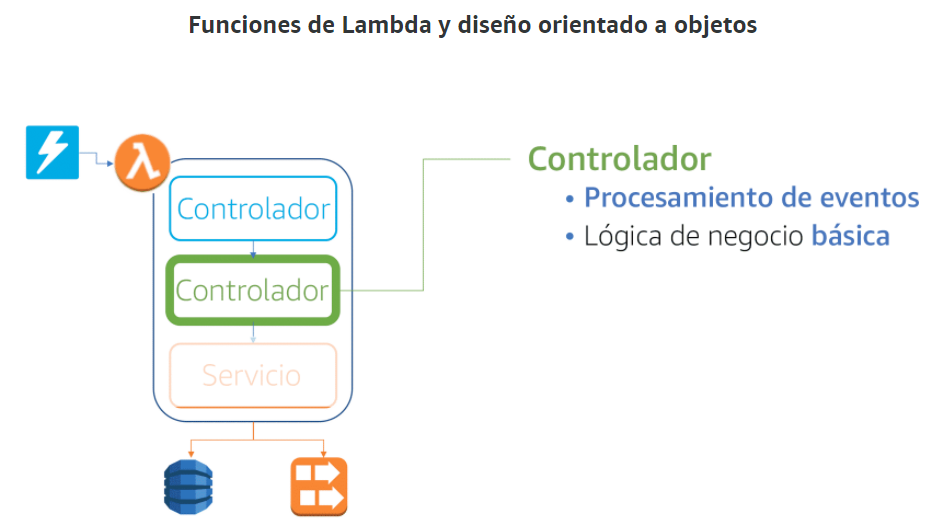 Funciones de Lambda y diseño orientado a objetos
Controlador
Controlador
Servicio
Controlador
• Procesamiento de eventos
• Lógica de negocio básica